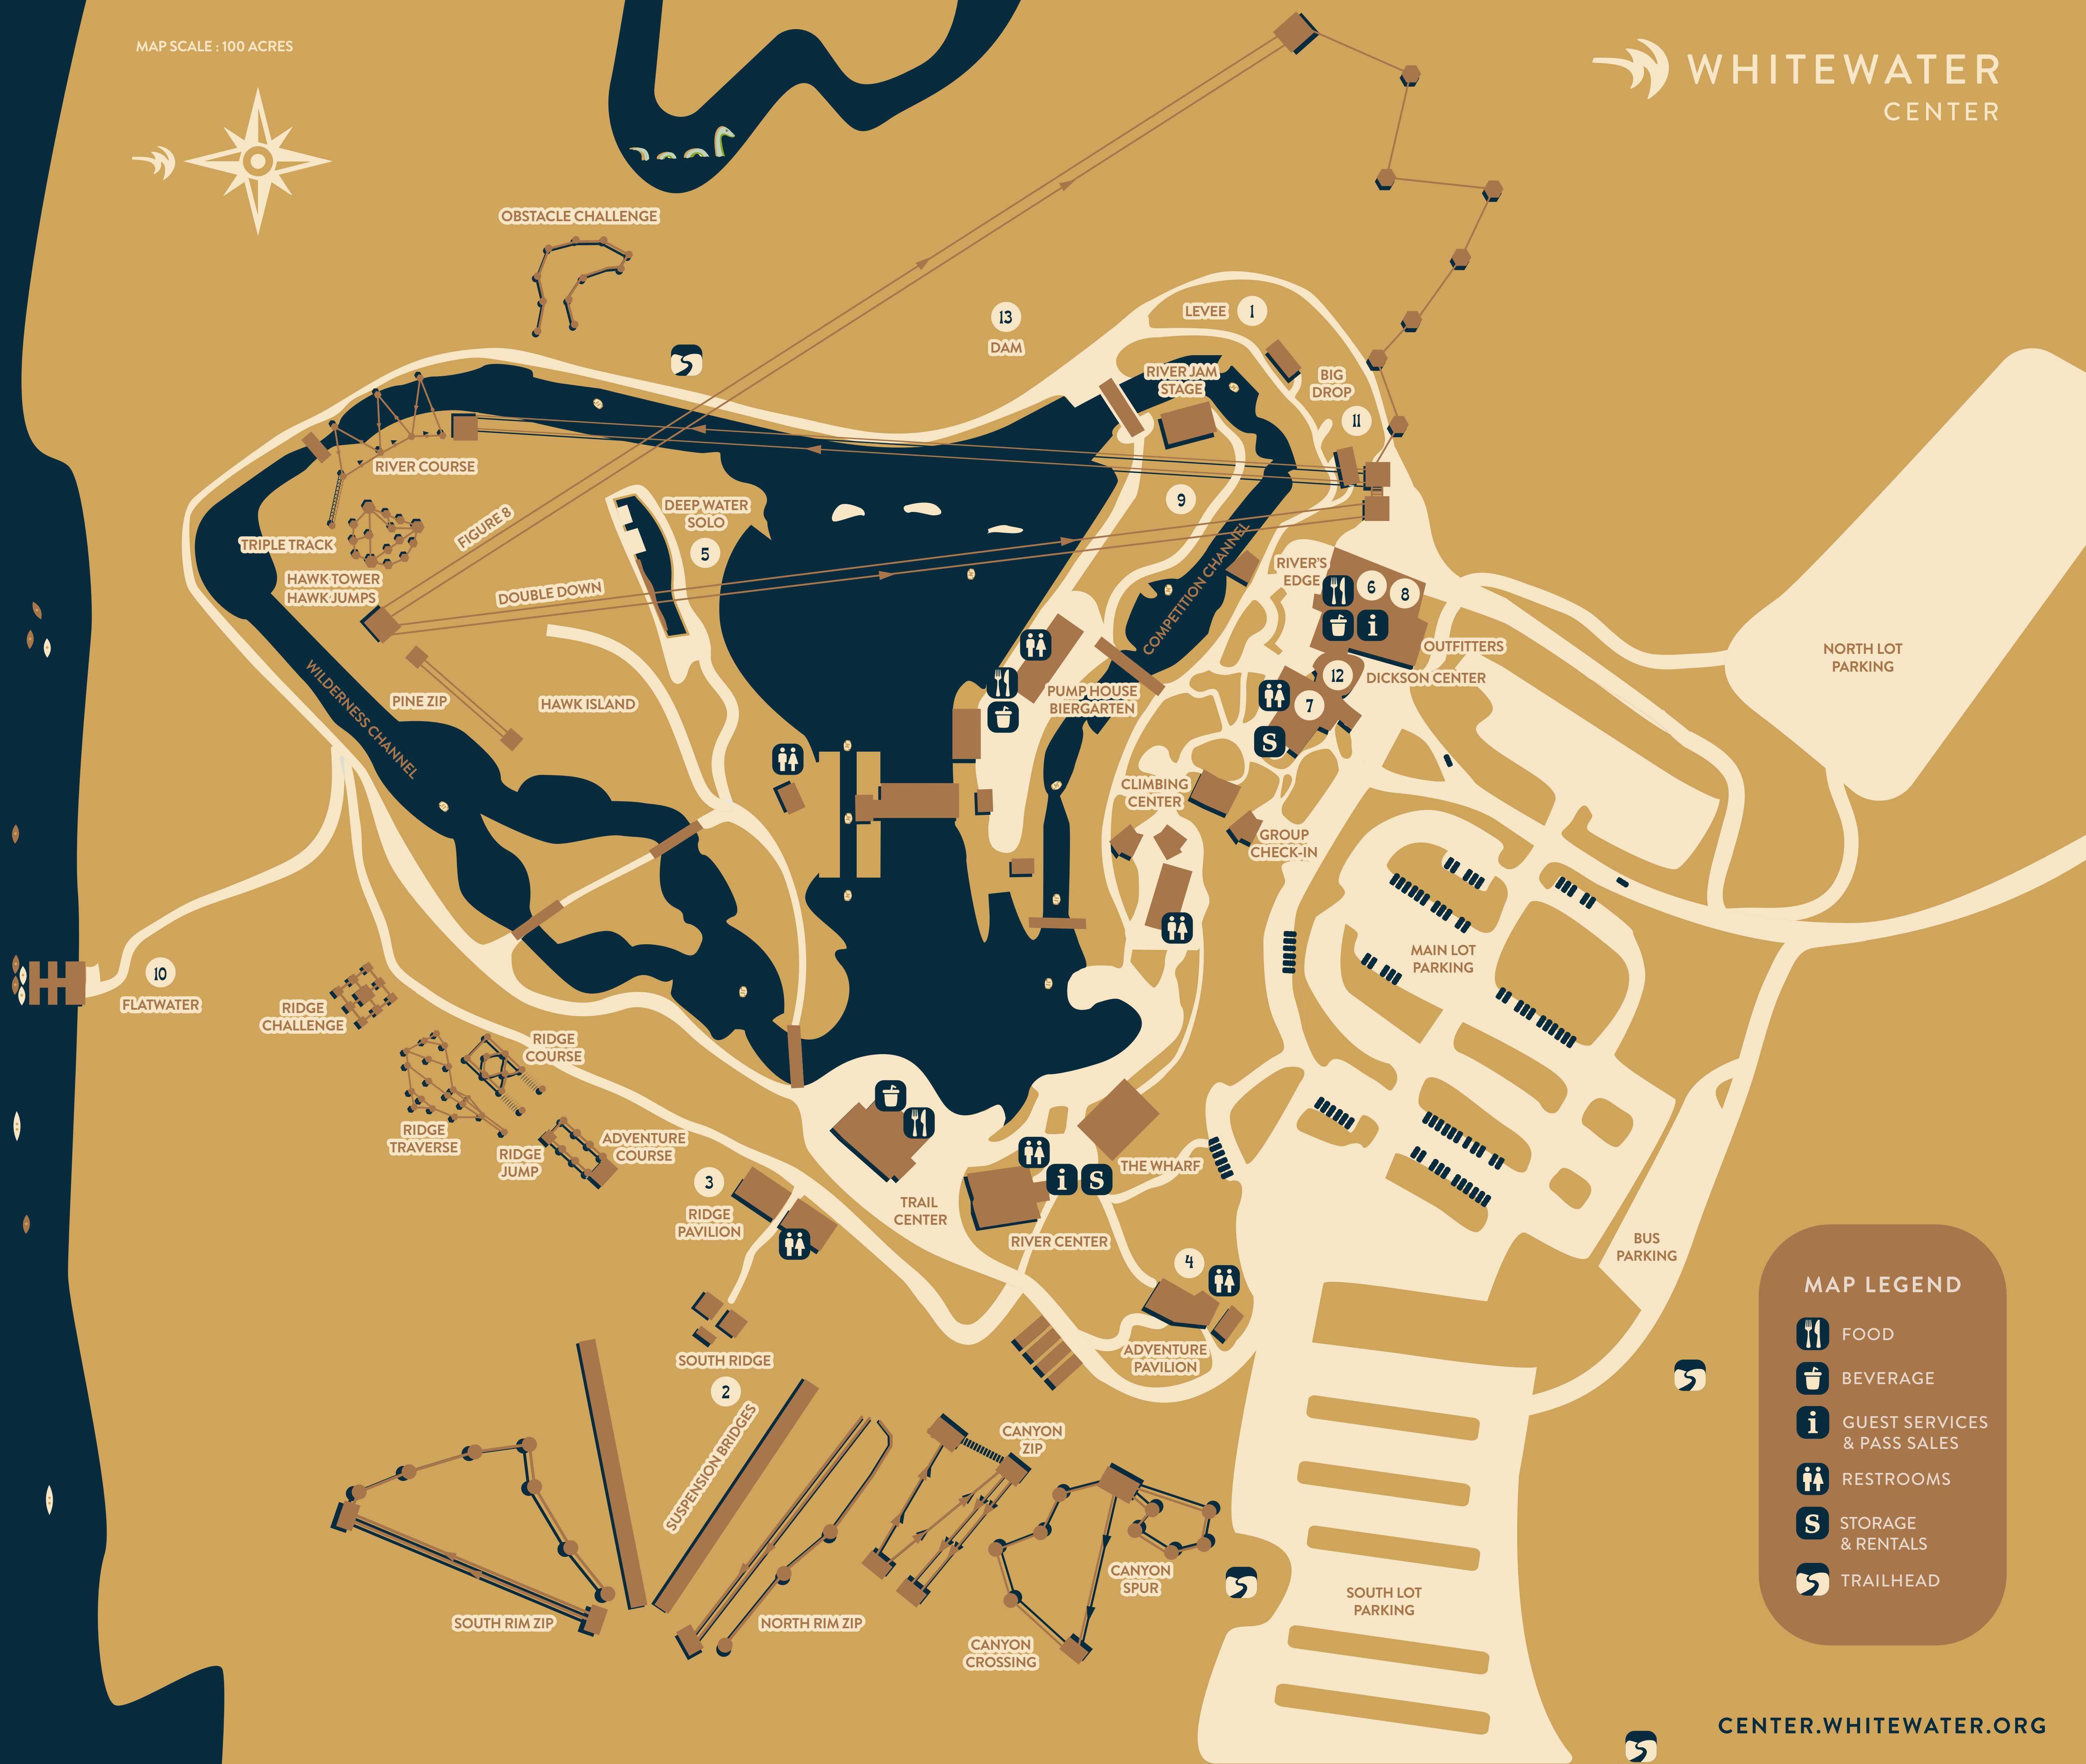 MAP SCALE : 100 ACRES
WHITEWATER
CENTER
OBSTACLE CHALLENGE
13
DAM
LEVEE
1
RIVER JAM
STAGE
BIG
DROP
11
RIVER COURSE
FIGURE 8
DEEP WATER
SOLO
5
9
TRIPLE TRACK
HAWK TOWER
HAWK JUMPS
DOUBLE DOWN
COMPETITION CHANNEL
RIVER'S
EDGE
6
8
i
OUTFITTERS
DICKSON CENTER
12
7
S
NORTH LOT
PARKING
WILDERNESS CHANNEL
PINE ZIP
HAWK ISLAND
PUMP HOUSE
BIERGARTEN
CLIMBING
CENTER
GROUP
CHECK-IN
MAIN LOT
PARKING
10
FLATWATER
RIDGE
CHALLENGE
RIDGE
COURSE
RIDGE
TRAVERSE
RIDGE
JUMP
ADVENTURE
COURSE
3
RIDGE
PAVILION
TRAIL
CENTER
THE WHARF
i
S
RIVER CENTER
4
ADVENTURE
PAVILION
BUS
PARKING
SOUTH RIDGE
2
SUSPENSION BRIDGES
CANYON
ZIP
CANYON
SPUR
SOUTH RIM ZIP
NORTH RIM ZIP
CANYON
CROSSING
SOUTH LOT
PARKING
MAP LEGEND
FOOD
BEVERAGE
i
GUEST SERVICES
& PASS SALES
RESTROOMS
S
STORAGE
& RENTALS
TRAILHEAD
CENTER.WHITEWATER.ORG